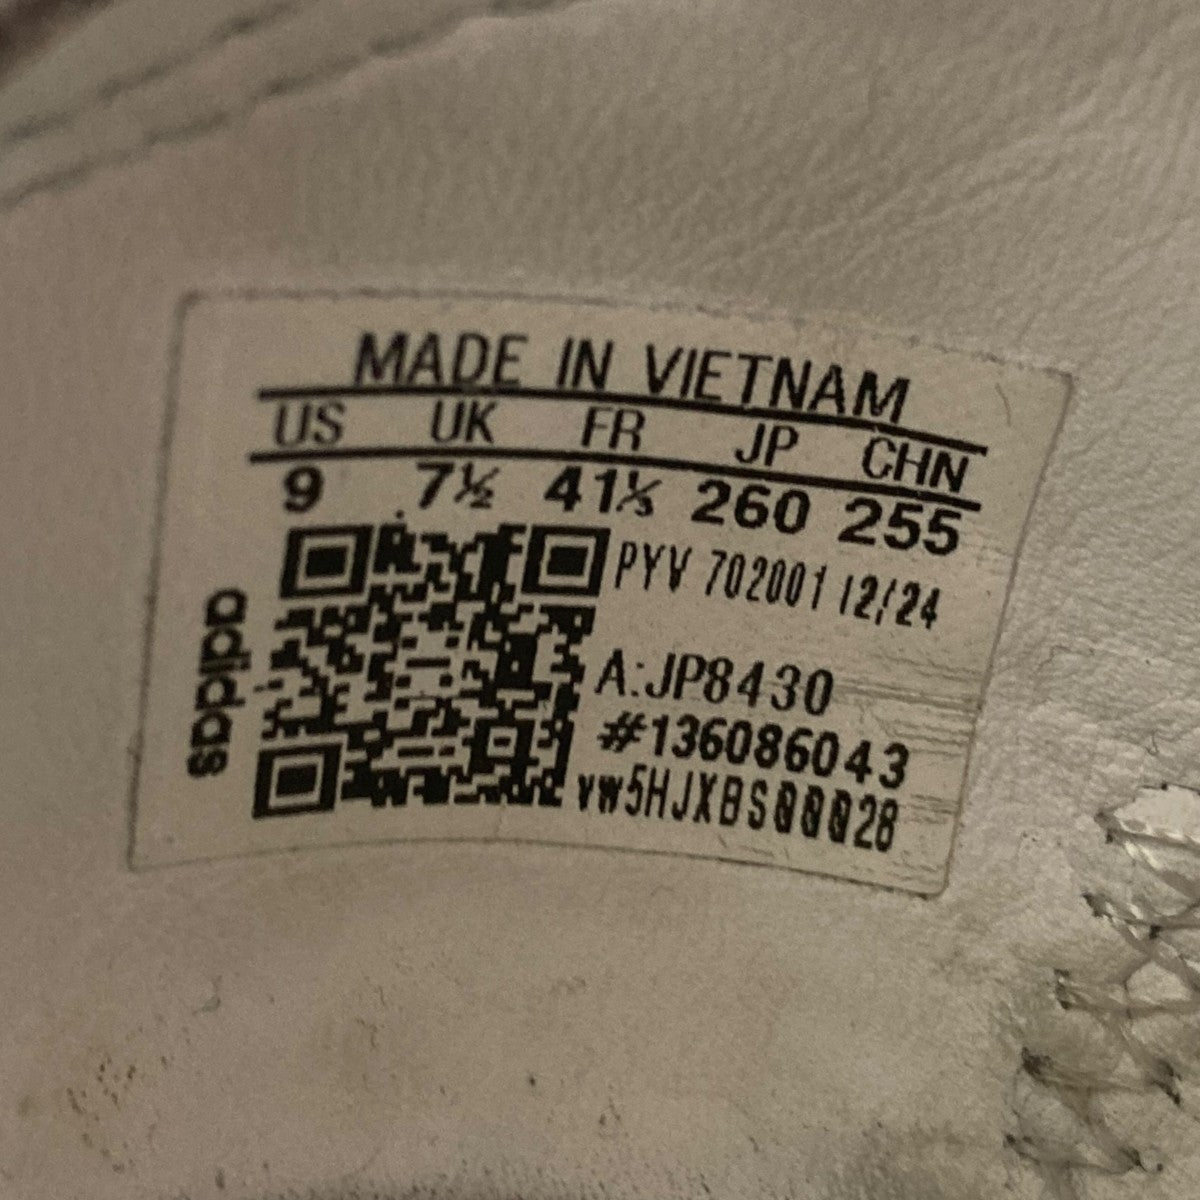 MADE IN VIETNAM
US UK FR JP CHN
9 7½ 41⅓ 260 255
PYV 702001 12/24
A:JP8430
#136086043
vw5HJXBS00028
adidas